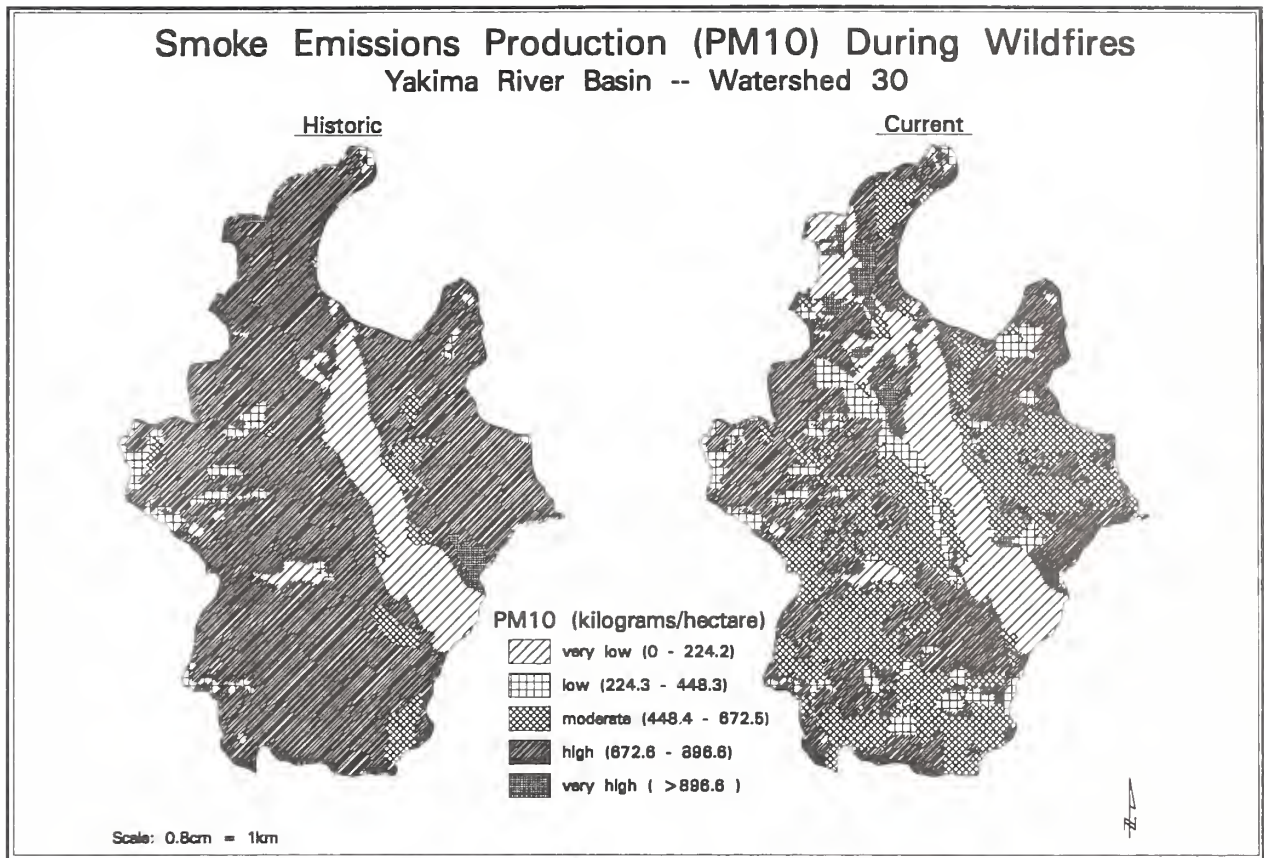 Smoke Emissions Production (PM10) During Wildfires
Yakima River Basin -- Watershed 30
Historic
Current
PM10 (kilograms/hectare)
very low (0 - 224.2)
low (224.3 - 448.3)
moderate (448.4 - 672.5)
high (672.6 - 896.6)
very high ( >896.6 )
Scale: 0.8cm = 1km
N